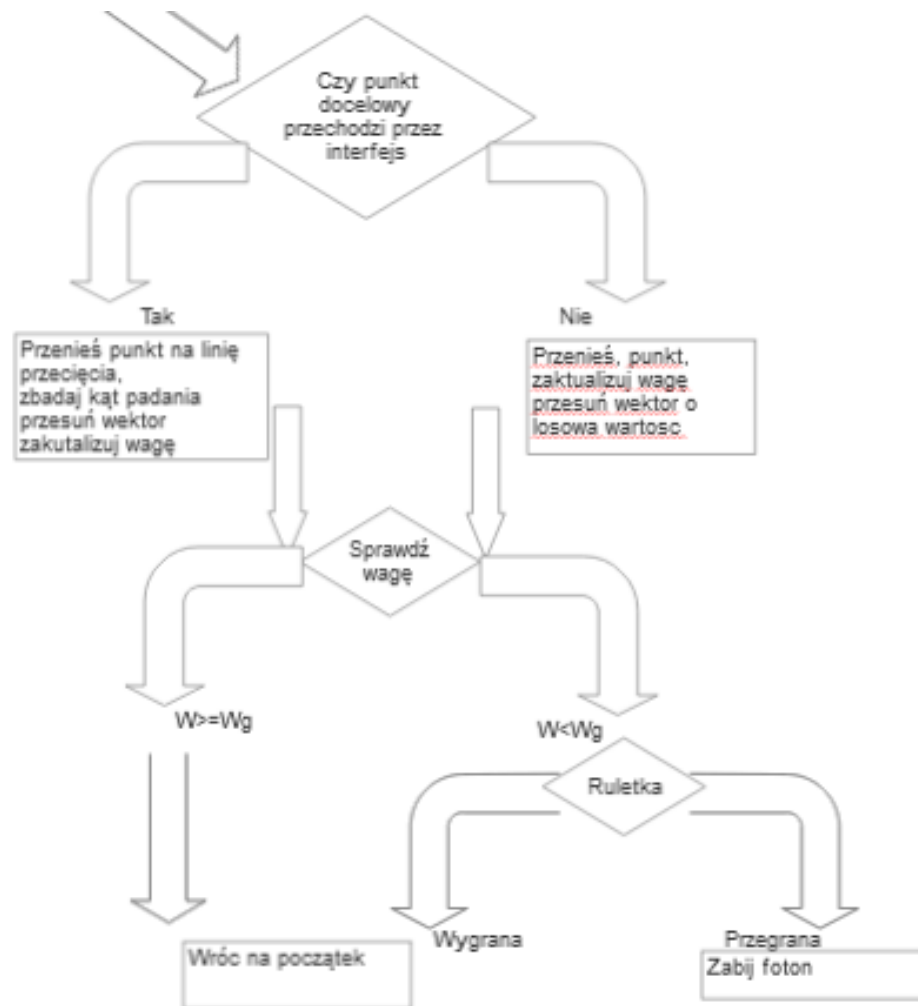 Czy punkt
docelowy
przechodzi przez
interfejs
Tak
Nie
Przenieś punkt na linię
przecięcia,
zbadaj kąt padania
przesuń wektor
zakutalizuj wagę
Przenieś, punkt,
zaktualizuj wagę
przesuń wektor o
losowa wartosc
Sprawdź
wagę
W>=Wg
W<Wg
Ruletka
Wygrana
Przegrana
Wróc na początek
Zabij foton